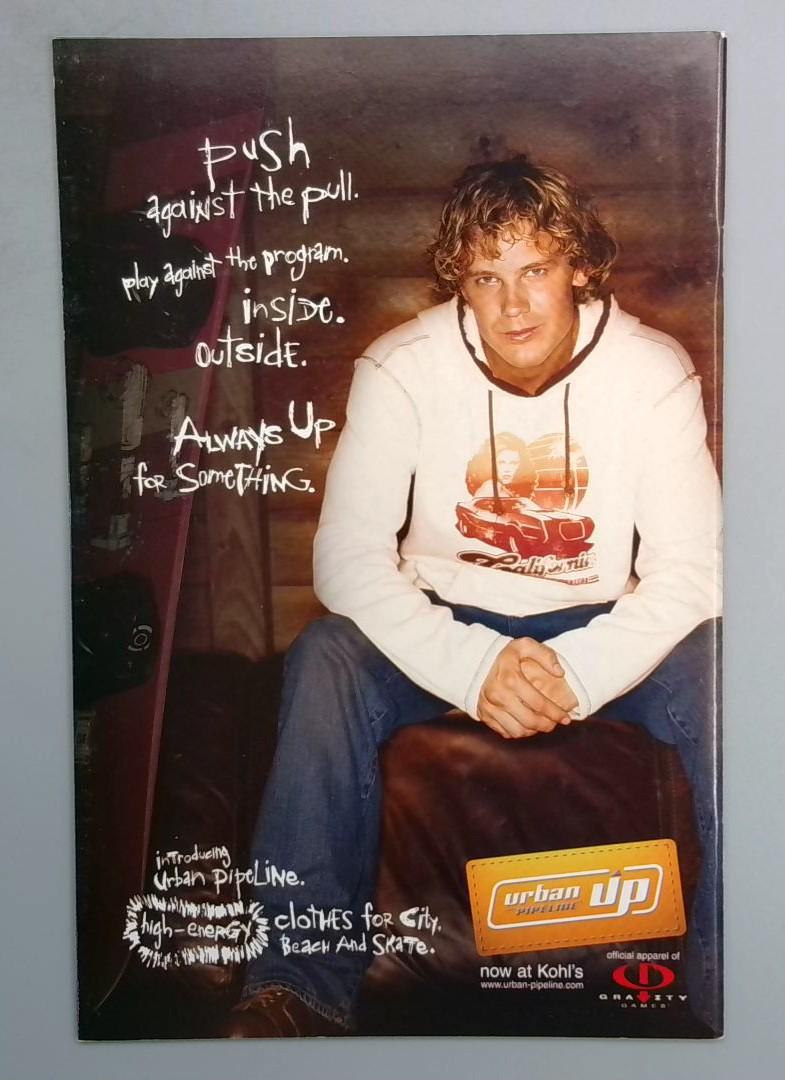 push
against the pull.
play against the program.
inside.
outside.
ALWAYS UP
for SomeTHiNG.
California
introducing
urban pipeLiNe.
high-eNeRGY
cloTHES for City,
Beach And SKaTe.
urban up
PIPELINE
now at Kohl's
www.urban-pipeline.com
official apparel of
GRAVITY
GAMES